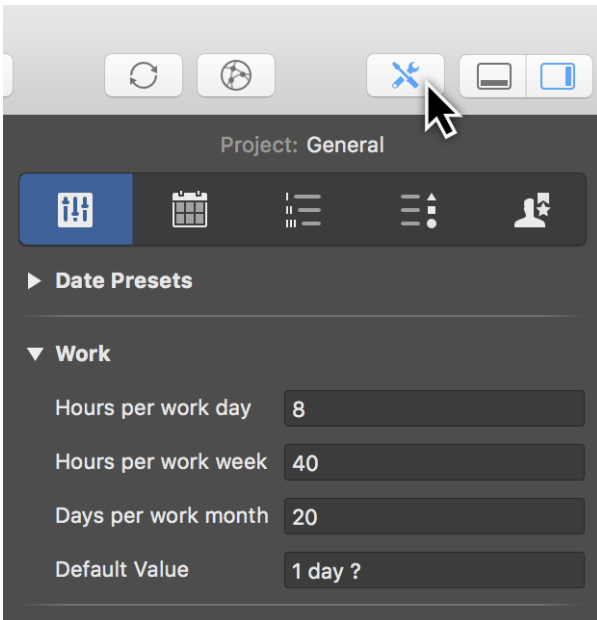 Project: General
Date Presets
Work
Hours per work day 8
Hours per work week 40
Days per work month 20
Default Value 1 day ?